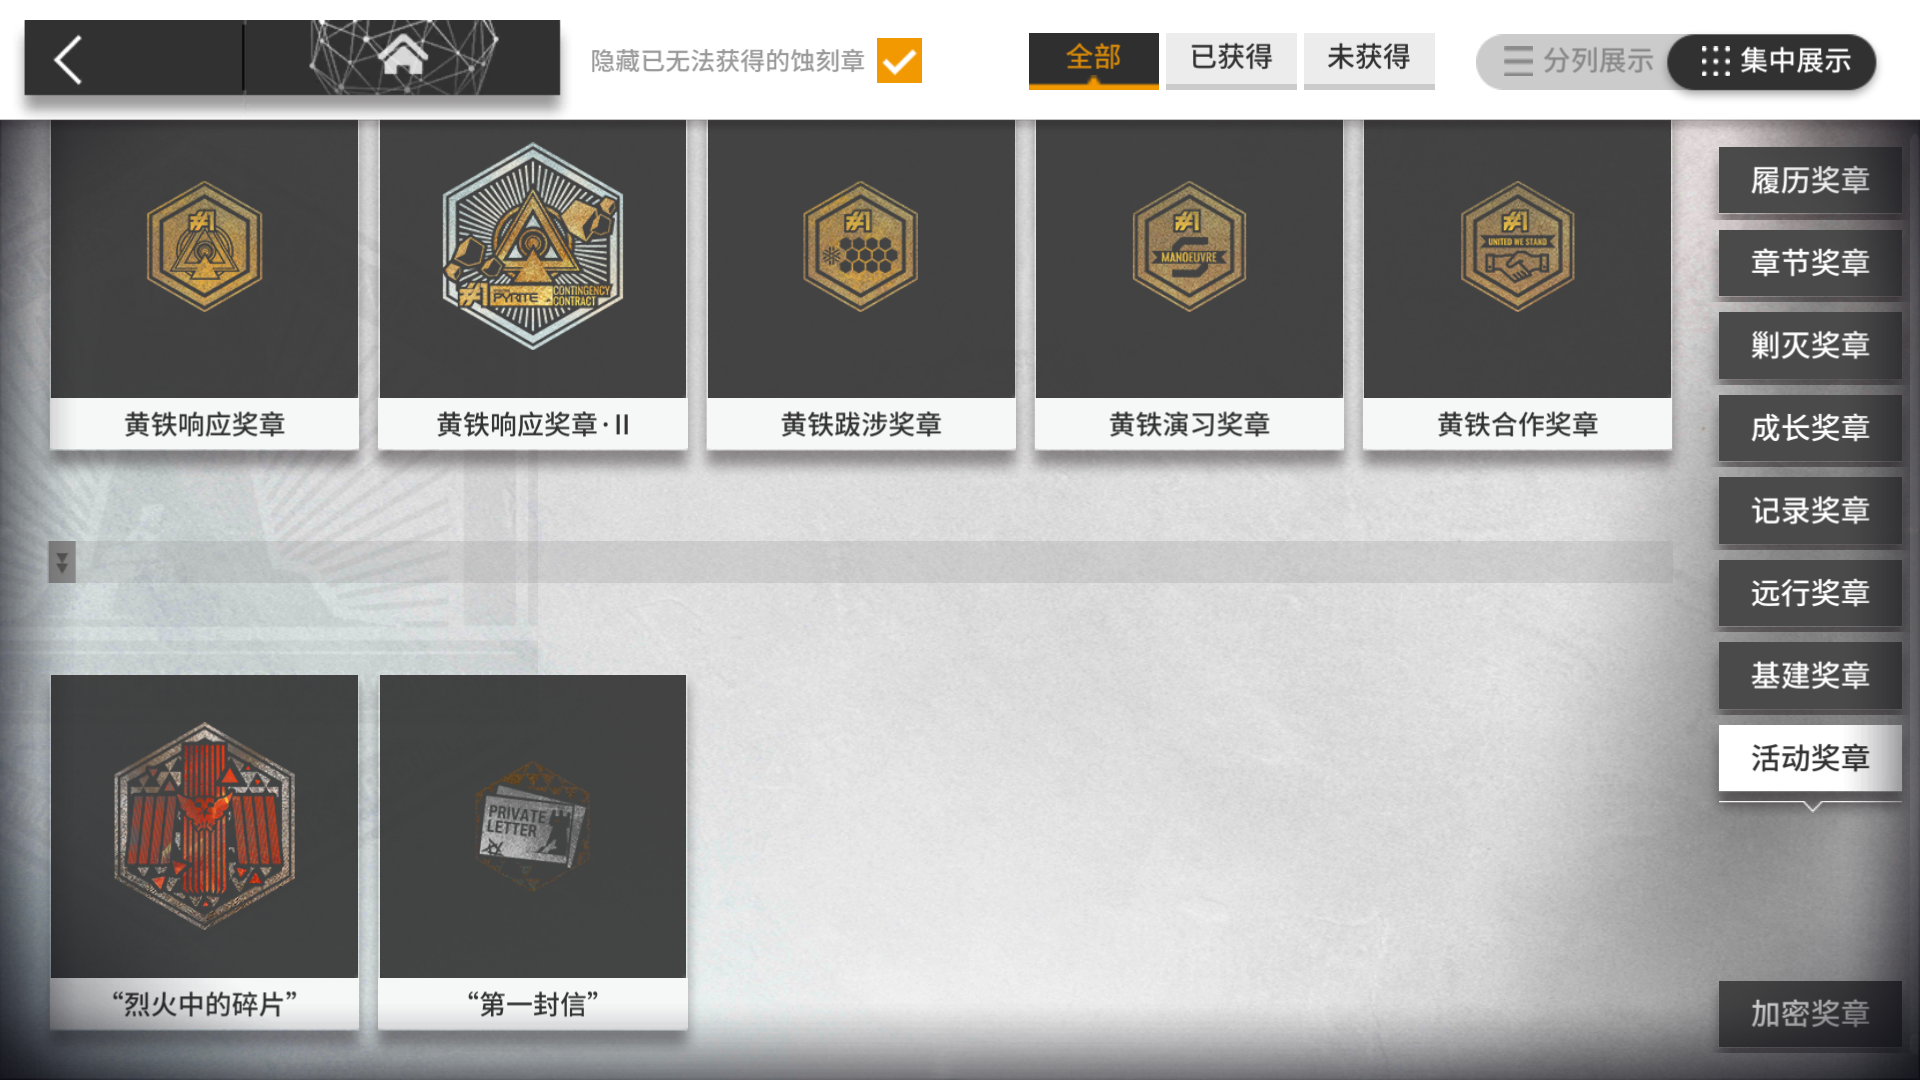 隐藏已无法获得的蚀刻章
全部
已获得
未获得
分列展示
集中展示
#1
#1
PYRITE
CONTINGENCY
CONTRACT
#1
#1
MANOEUVRE
#1
UNITED WE STAND
黄铁响应奖章
黄铁响应奖章·II
黄铁跋涉奖章
黄铁演习奖章
黄铁合作奖章
PRIVATE
LETTER
“烈火中的碎片”
“第一封信”
履历奖章
章节奖章
剿灭奖章
成长奖章
记录奖章
远行奖章
基建奖章
活动奖章
加密奖章